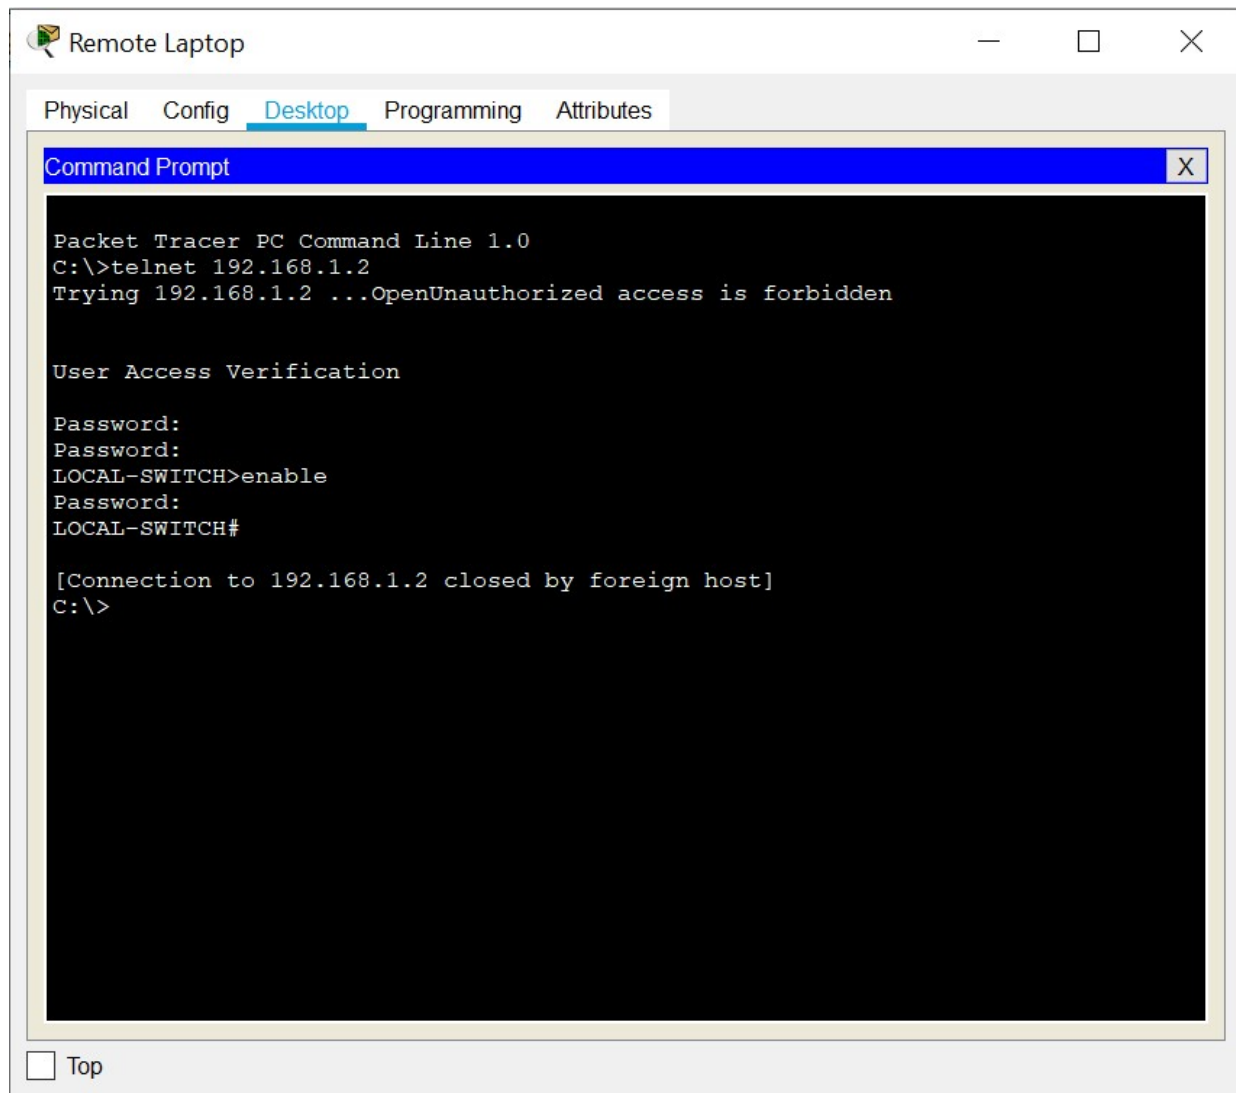 Remote Laptop
Physical Config Desktop Programming Attributes
Command Prompt X
Packet Tracer PC Command Line 1.0
C:\>telnet 192.168.1.2
Trying 192.168.1.2 ...OpenUnauthorized access is forbidden
User Access Verification
Password:
Password:
LOCAL-SWITCH>enable
Password:
LOCAL-SWITCH#
[Connection to 192.168.1.2 closed by foreign host]
C:\>
Top